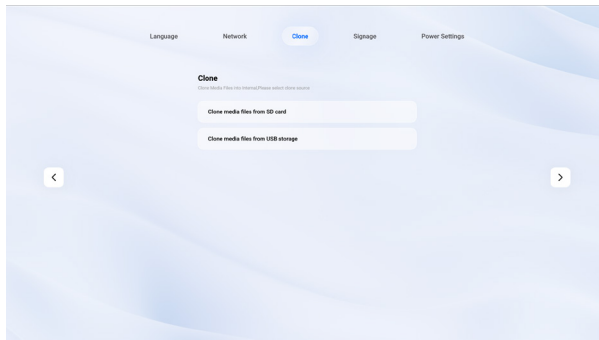 Language
Network
Clone
Signage
Power Settings
Clone
Clone Media Files into Internal,Please select clone source
Clone media files from SD card
Clone media files from USB storage